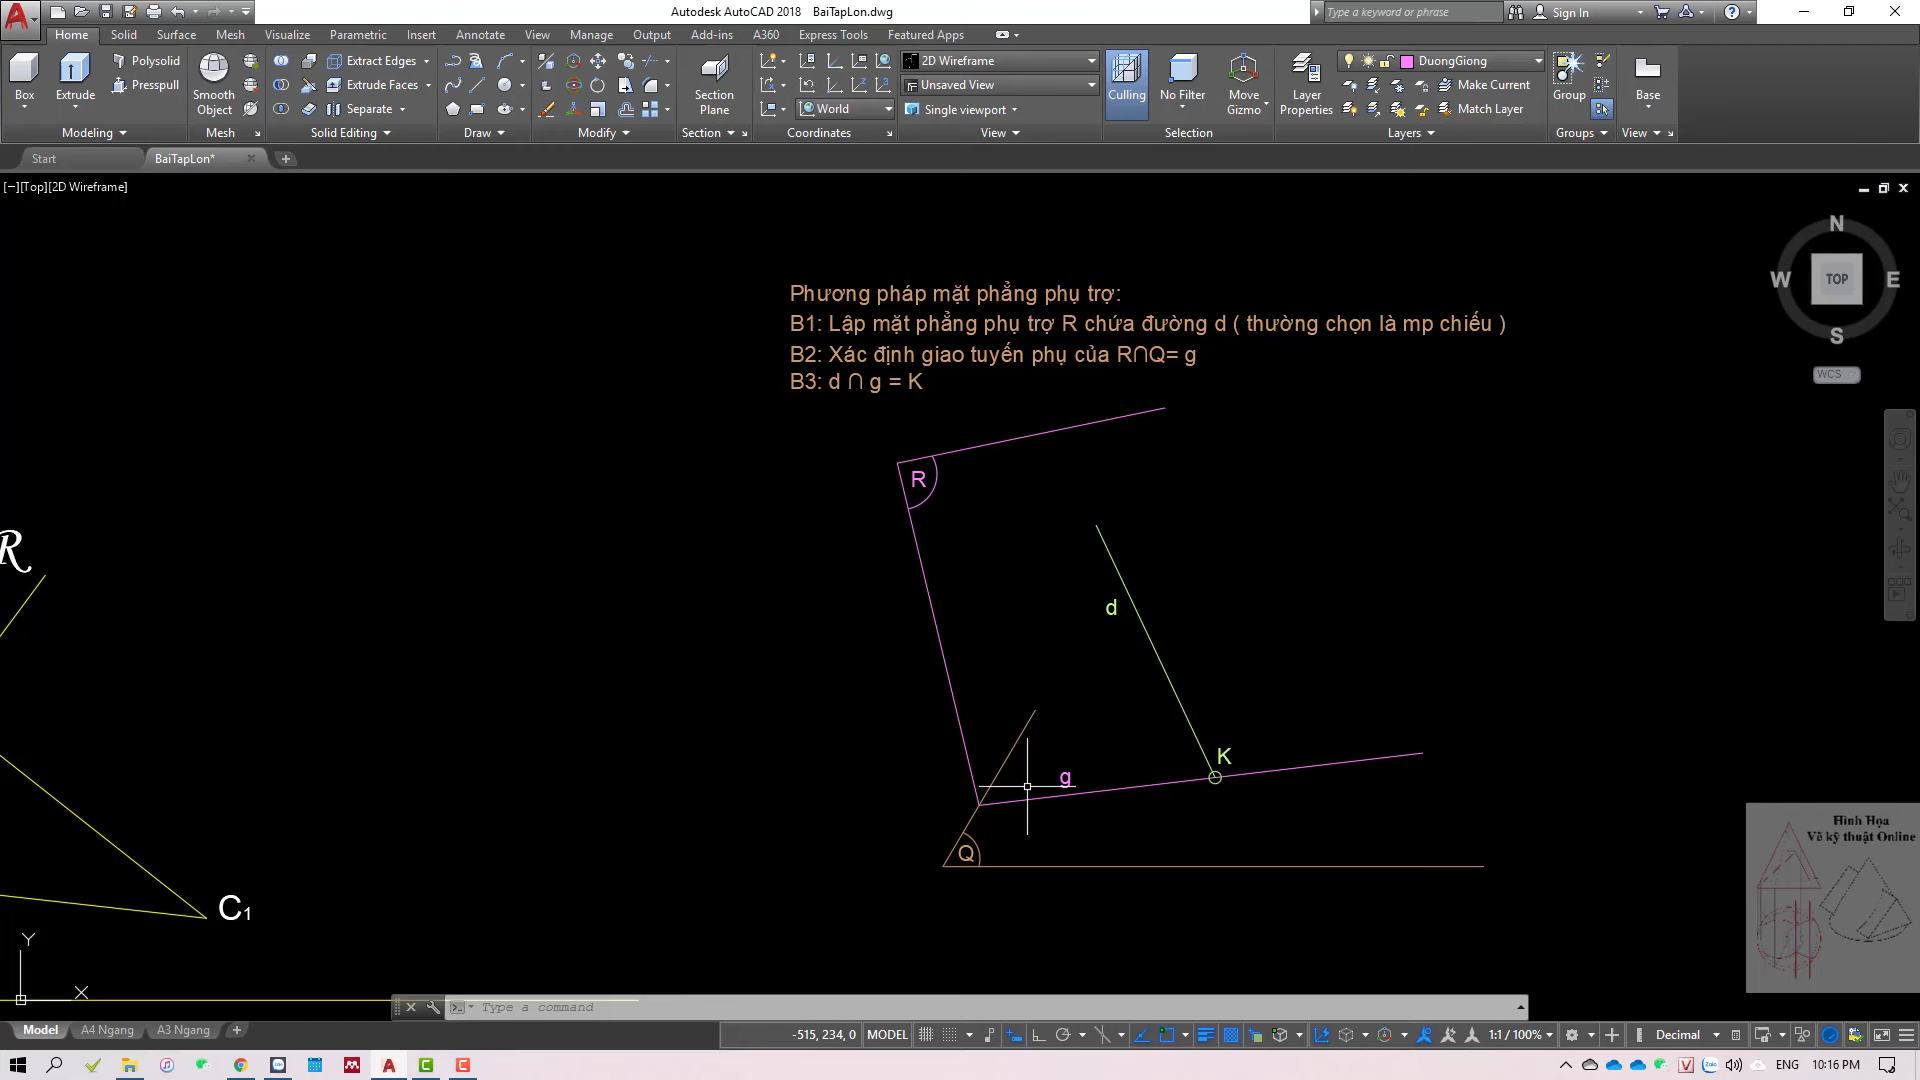 Autodesk AutoCAD 2018 BaiTapLon.dwg
Type a keyword or phrase
Sign In
Home Solid Surface Mesh Visualize Parametric Insert Annotate View Manage Output Add-ins A360 Express Tools Featured Apps
Box
Extrude
Polysolid
Presspull
Smooth Object
Extract Edges
Extrude Faces
Separate
Section Plane
World
2D Wireframe
Unsaved View
Single viewport
Culling
No Filter
Move Gizmo
Layer Properties
DuongGiong
Make Current
Match Layer
Group
Base
Modeling Mesh Solid Editing Draw Modify Section Coordinates View Selection Layers Groups View
Start BaiTapLon*
[−][Top][2D Wireframe]
N
W TOP E
S
WCS
Phương pháp mặt phẳng phụ trợ:
B1: Lập mặt phẳng phụ trợ R chứa đường d ( thường chọn là mp chiếu )
B2: Xác định giao tuyến phụ của R∩Q= g
B3: d ∩ g = K
R
R
d
K
g
Q
C1
Y
X
Hình Họa
Vẽ kỹ thuật Online
Type a command
Model A4 Ngang A3 Ngang
-515, 234, 0 MODEL 1:1 / 100% Decimal
ENG 10:16 PM